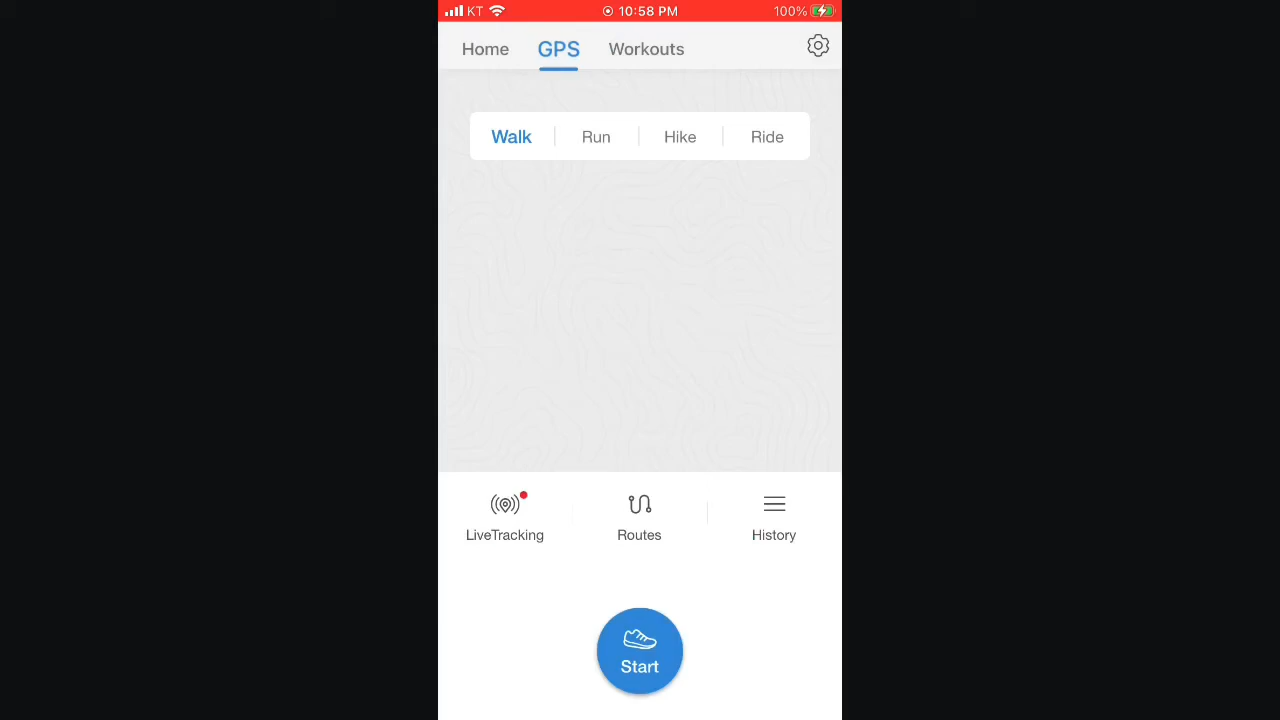 KT 10:58 PM 100%
Home GPS Workouts
Walk Run Hike Ride
LiveTracking Routes History
Start